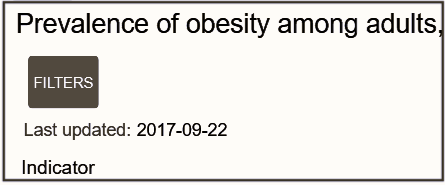 Prevalence of obesity among adults,
FILTERS
Last updated: 2017-09-22
Indicator